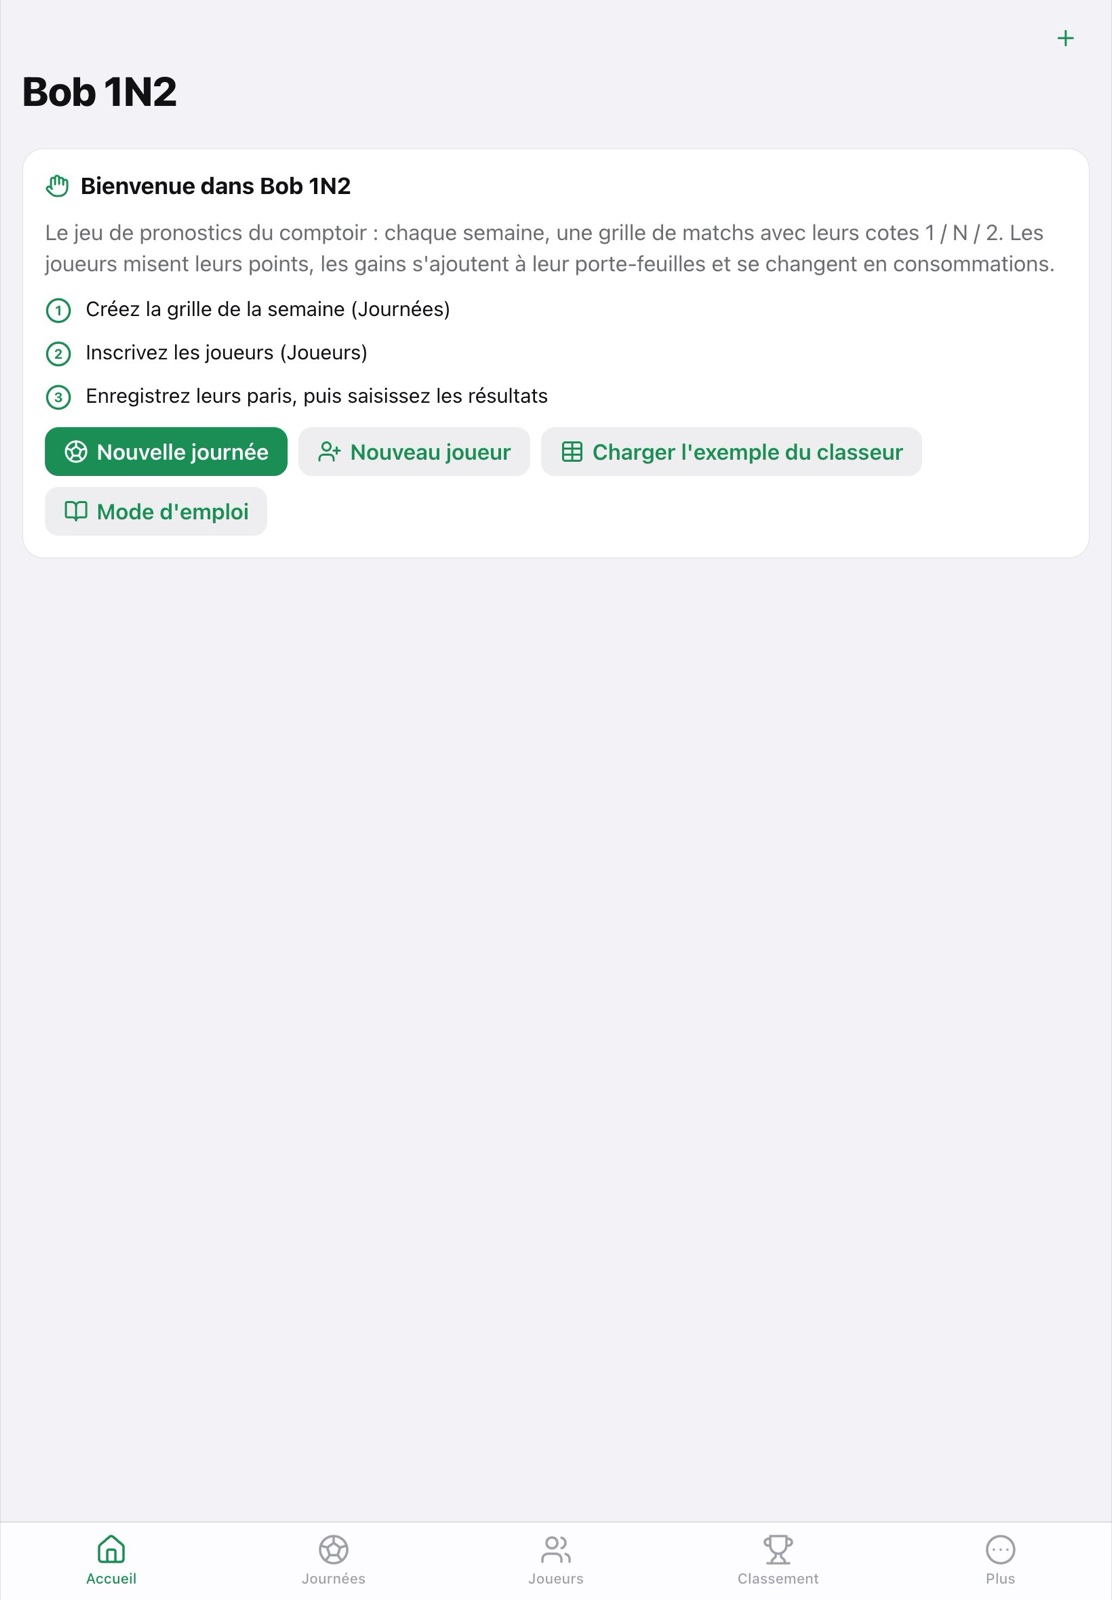 Bob 1N2
Bienvenue dans Bob 1N2
Le jeu de pronostics du comptoir : chaque semaine, une grille de matchs avec leurs cotes 1 / N / 2. Les
joueurs misent leurs points, les gains s'ajoutent à leur porte-feuilles et se changent en consommations.
1 Créez la grille de la semaine (Journées)
2 Inscrivez les joueurs (Joueurs)
3 Enregistrez leurs paris, puis saisissez les résultats
Nouvelle journée Nouveau joueur Charger l'exemple du classeur
Mode d'emploi
Accueil Journées Joueurs Classement Plus